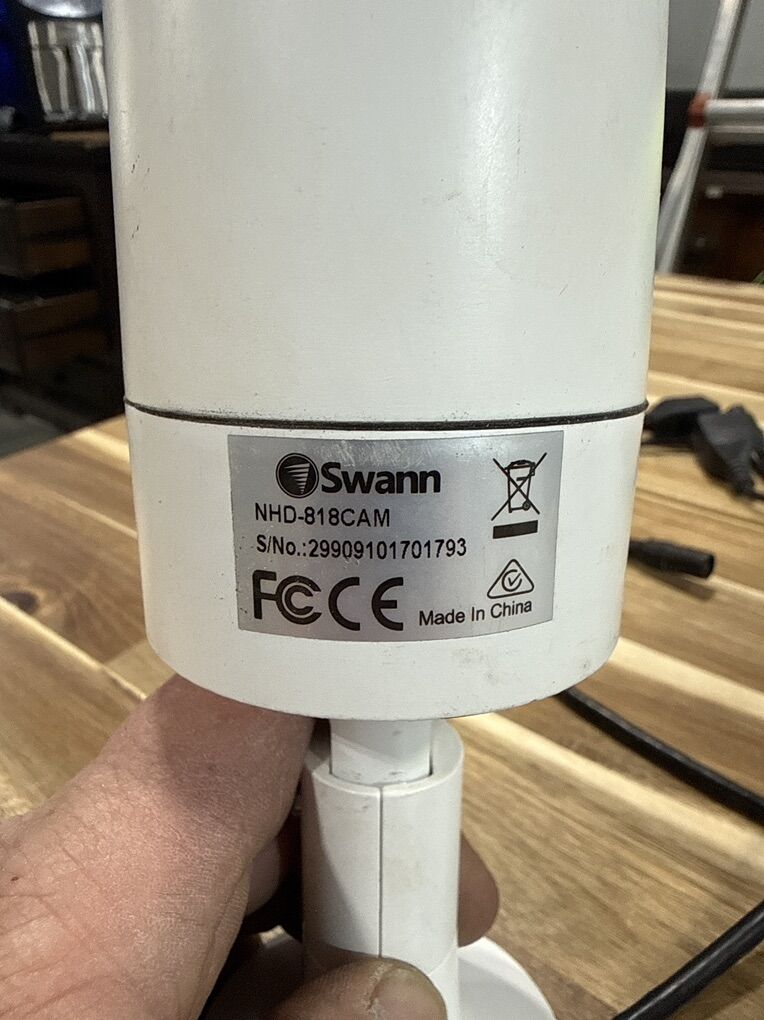 Swann
NHD-818CAM
S/No.:29909101701793
FC CE
Made In China